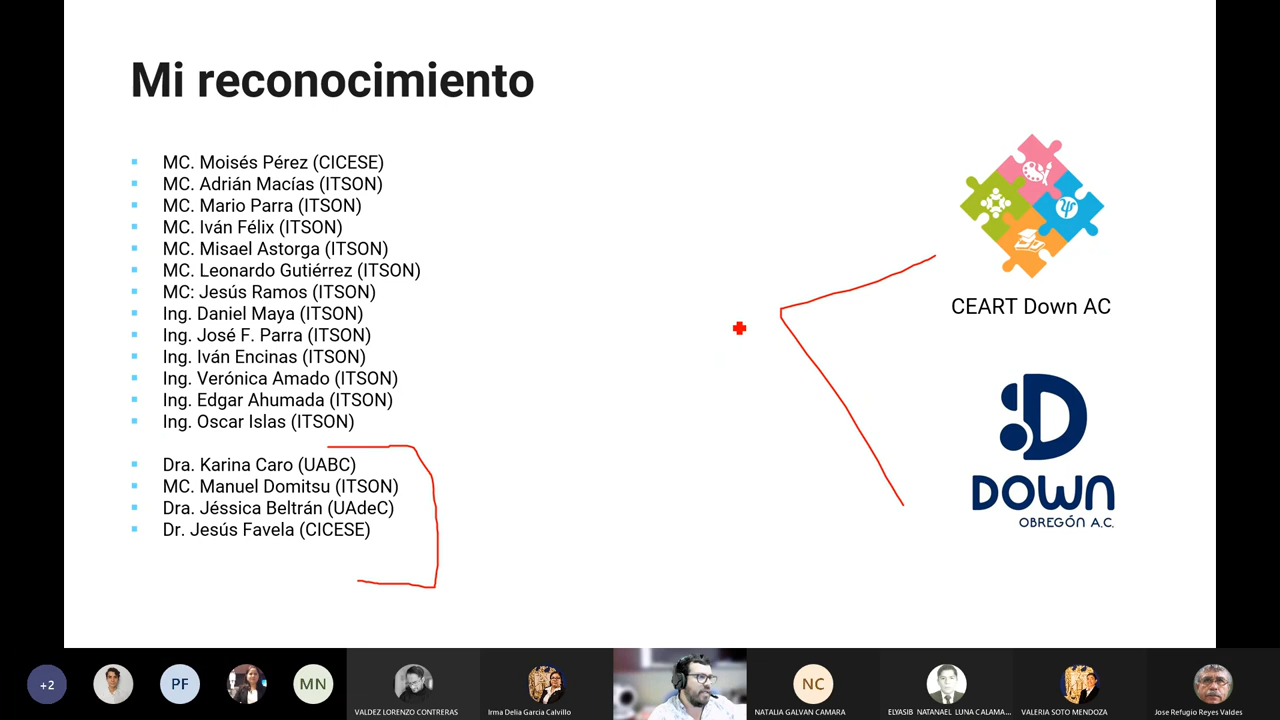 Mi reconocimiento
MC. Moisés Pérez (CICESE)
MC. Adrián Macías (ITSON)
MC. Mario Parra (ITSON)
MC. Iván Félix (ITSON)
MC. Misael Astorga (ITSON)
MC. Leonardo Gutiérrez (ITSON)
MC: Jesús Ramos (ITSON)
Ing. Daniel Maya (ITSON)
Ing. José F. Parra (ITSON)
Ing. Iván Encinas (ITSON)
Ing. Verónica Amado (ITSON)
Ing. Edgar Ahumada (ITSON)
Ing. Oscar Islas (ITSON)
Dra. Karina Caro (UABC)
MC. Manuel Domitsu (ITSON)
Dra. Jéssica Beltrán (UAdeC)
Dr. Jesús Favela (CICESE)
CEART Down AC
D
DOWN
OBREGÓN A.C.
+2
PF
MN
NC
VALDEZ LORENZO CONTRERAS
Irma Delia Garcia Calvillo
NATALIA GALVAN CAMARA
ELYASIB NATANAEL LUNA CALAMA...
VALERIA SOTO MENDOZA
Jose Refugio Reyes Valdes